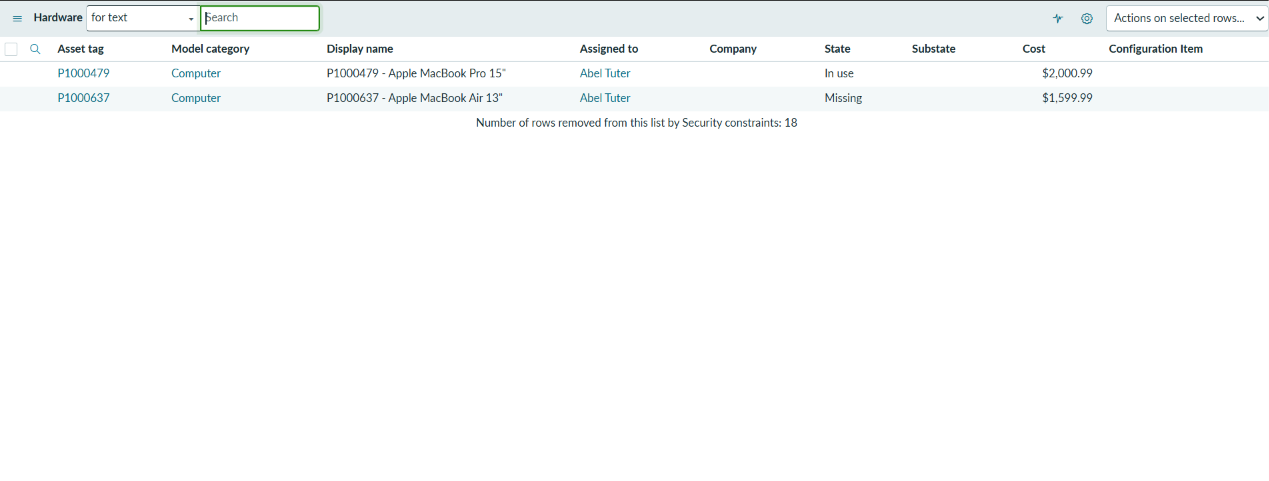 Hardware for text Search Actions on selected rows...
Asset tag Model category Display name Assigned to Company State Substate Cost Configuration Item
P1000479 Computer P1000479 - Apple MacBook Pro 15" Abel Tuter In use $2,000.99
P1000637 Computer P1000637 - Apple MacBook Air 13" Abel Tuter Missing $1,599.99
Number of rows removed from this list by Security constraints: 18